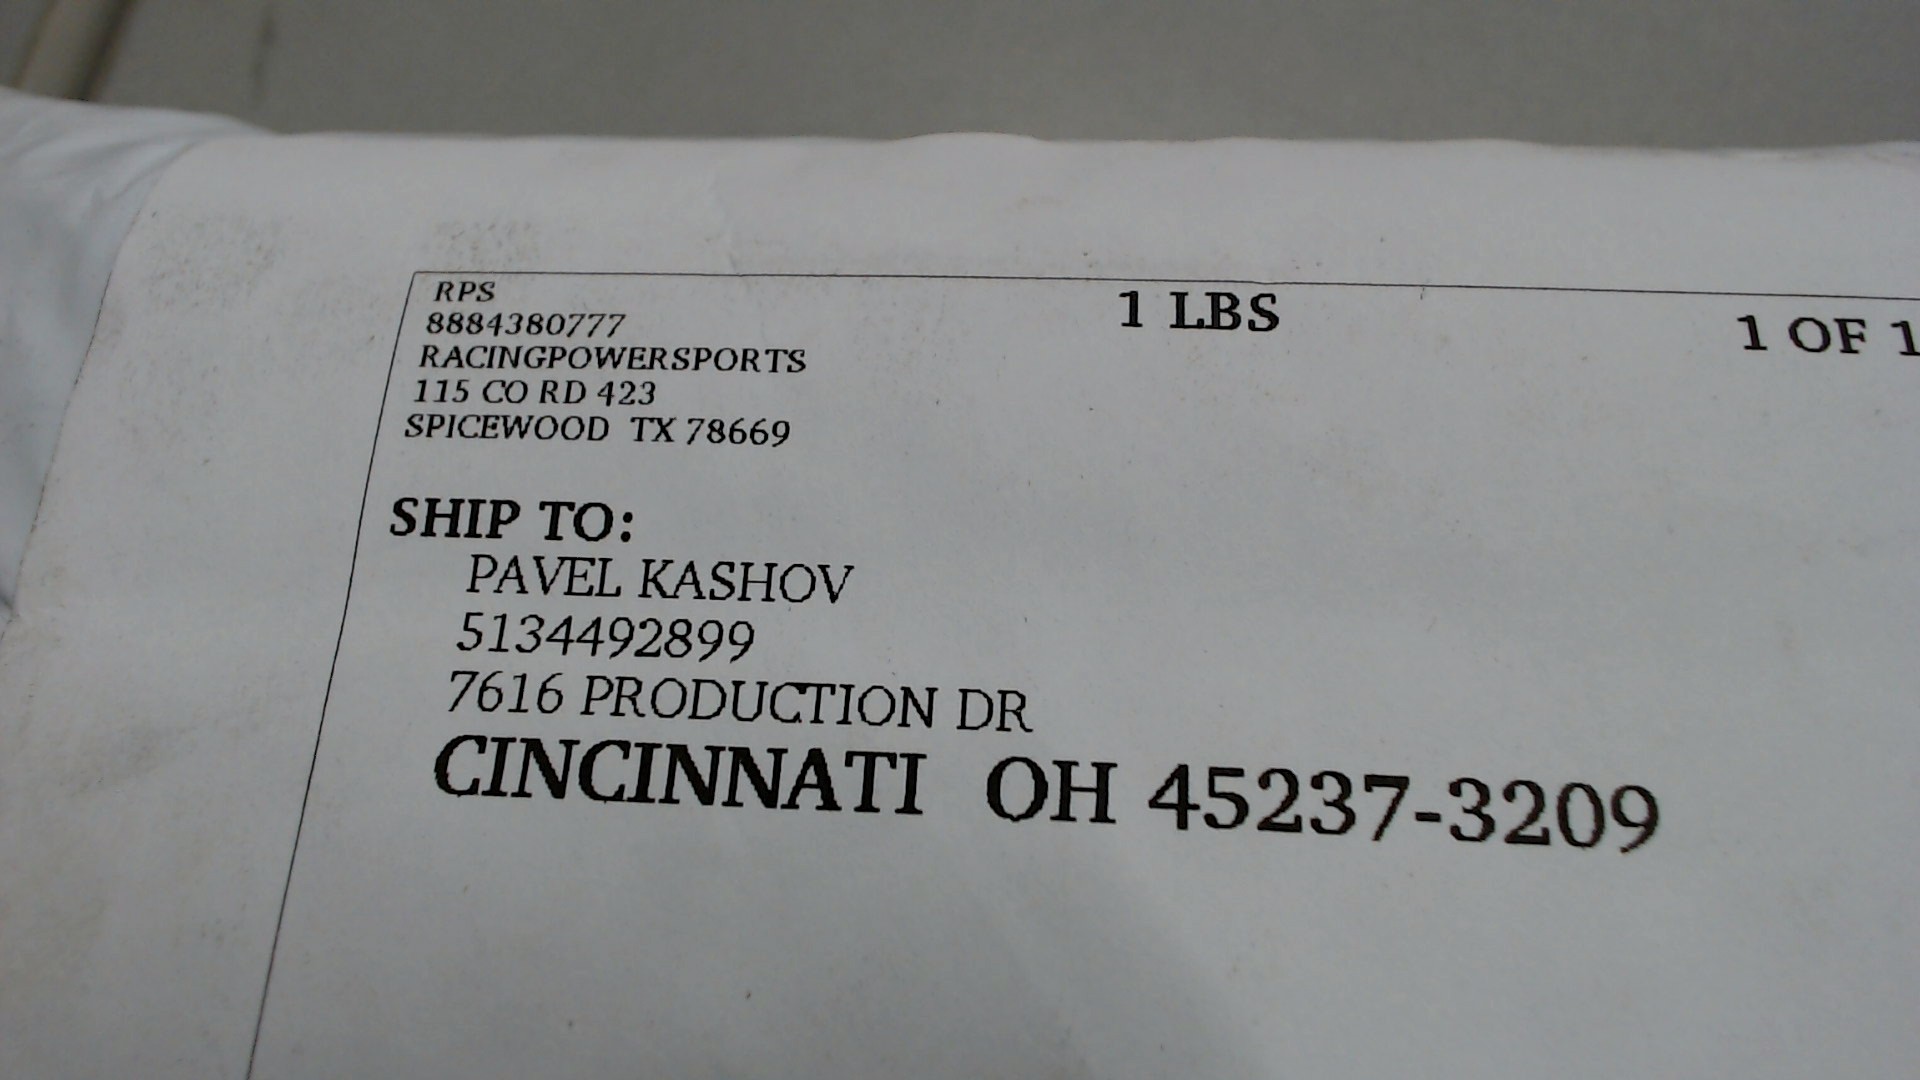 RPS
8884380777
RACINGPOWERSPORTS
115 CO RD 423
SPICEWOOD TX 78669
1 LBS
1 OF 1
SHIP TO:
PAVEL KASHOV
5134492899
7616 PRODUCTION DR
CINCINNATI OH 45237-3209